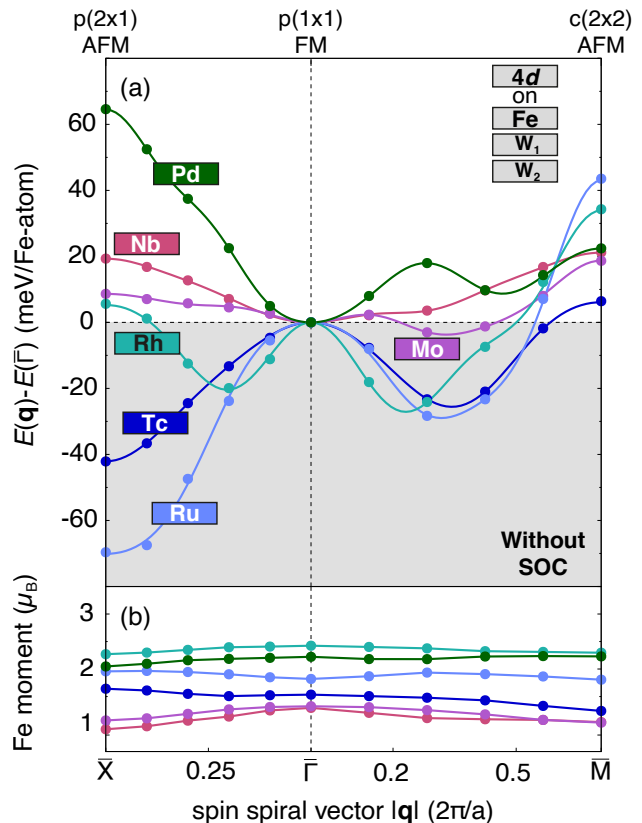 p(2x1) p(1x1) c(2x2)
AFM FM AFM
(a)
4d
on
Fe
W₁
W₂
Pd
Nb
Rh
Mo
Tc
Ru
Without
SOC
60
40
20
0
-20
-40
-60
E(q)-E(Γ̅) (meV/Fe-atom)
(b)
3
2
1
Fe moment (μB)
X̅ 0.25 Γ̅ 0.2 0.5 M̅
spin spiral vector |q| (2π/a)